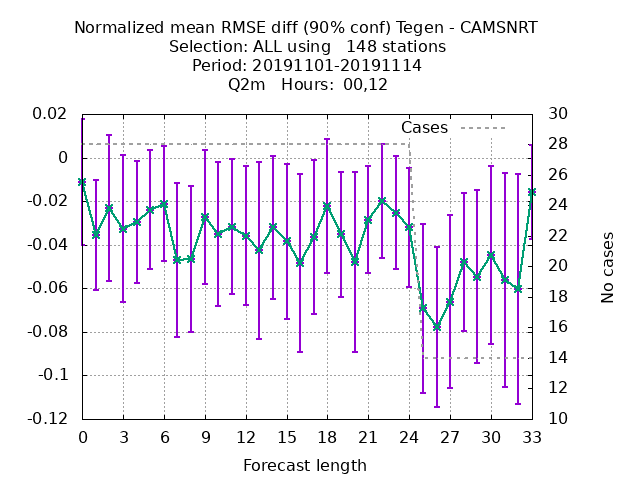 Normalized mean RMSE diff (90% conf) Tegen - CAMSNRT
Selection: ALL using   148 stations
Period: 20191101-20191114
Q2m   Hours: 00,12
Cases
0.02
0
-0.02
-0.04
-0.06
-0.08
-0.1
-0.12
30
28
26
24
22
20
18
16
14
12
10
No cases
0 3 6 9 12 15 18 21 24 27 30 33
Forecast length